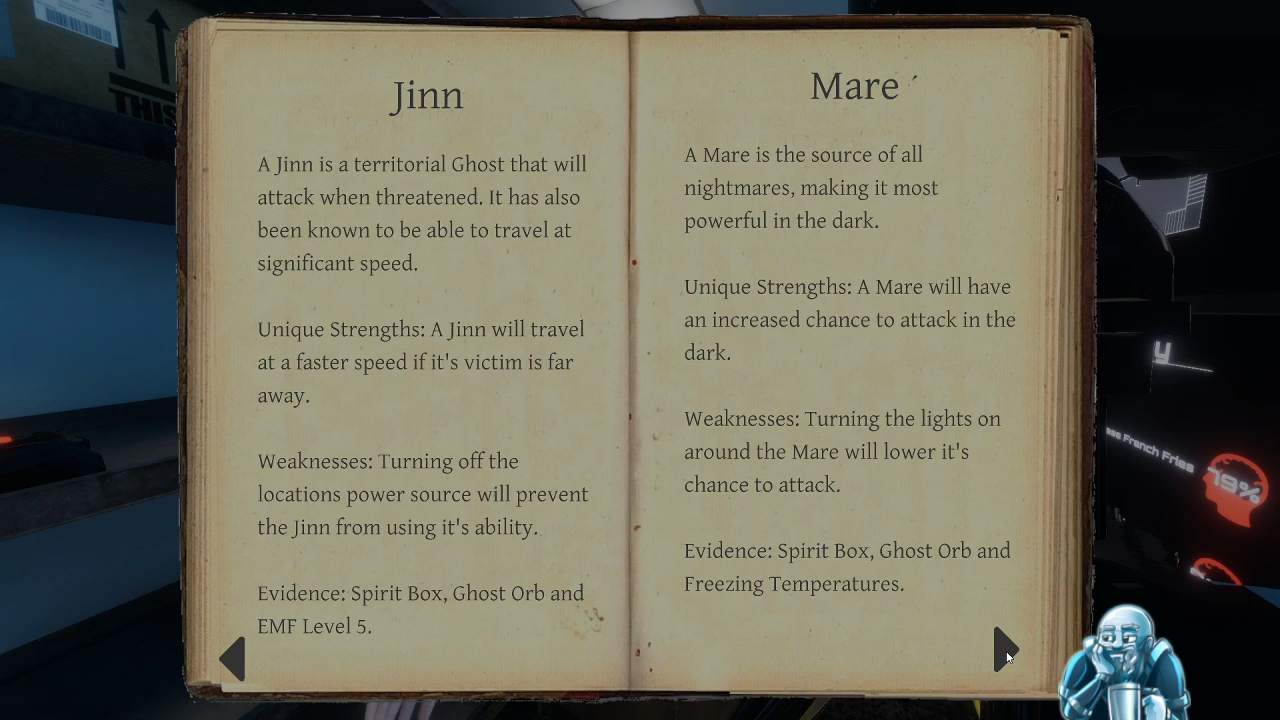 THIS
Jinn
A Jinn is a territorial Ghost that will
attack when threatened. It has also
been known to be able to travel at
significant speed.
Unique Strengths: A Jinn will travel
at a faster speed if it's victim is far
away.
Weaknesses: Turning off the
locations power source will prevent
the Jinn from using it's ability.
Evidence: Spirit Box, Ghost Orb and
EMF Level 5.
Mare
A Mare is the source of all
nightmares, making it most
powerful in the dark.
Unique Strengths: A Mare will have
an increased chance to attack in the
dark.
Weaknesses: Turning the lights on
around the Mare will lower it's
chance to attack.
Evidence: Spirit Box, Ghost Orb and
Freezing Temperatures.
y
French Fries
79%